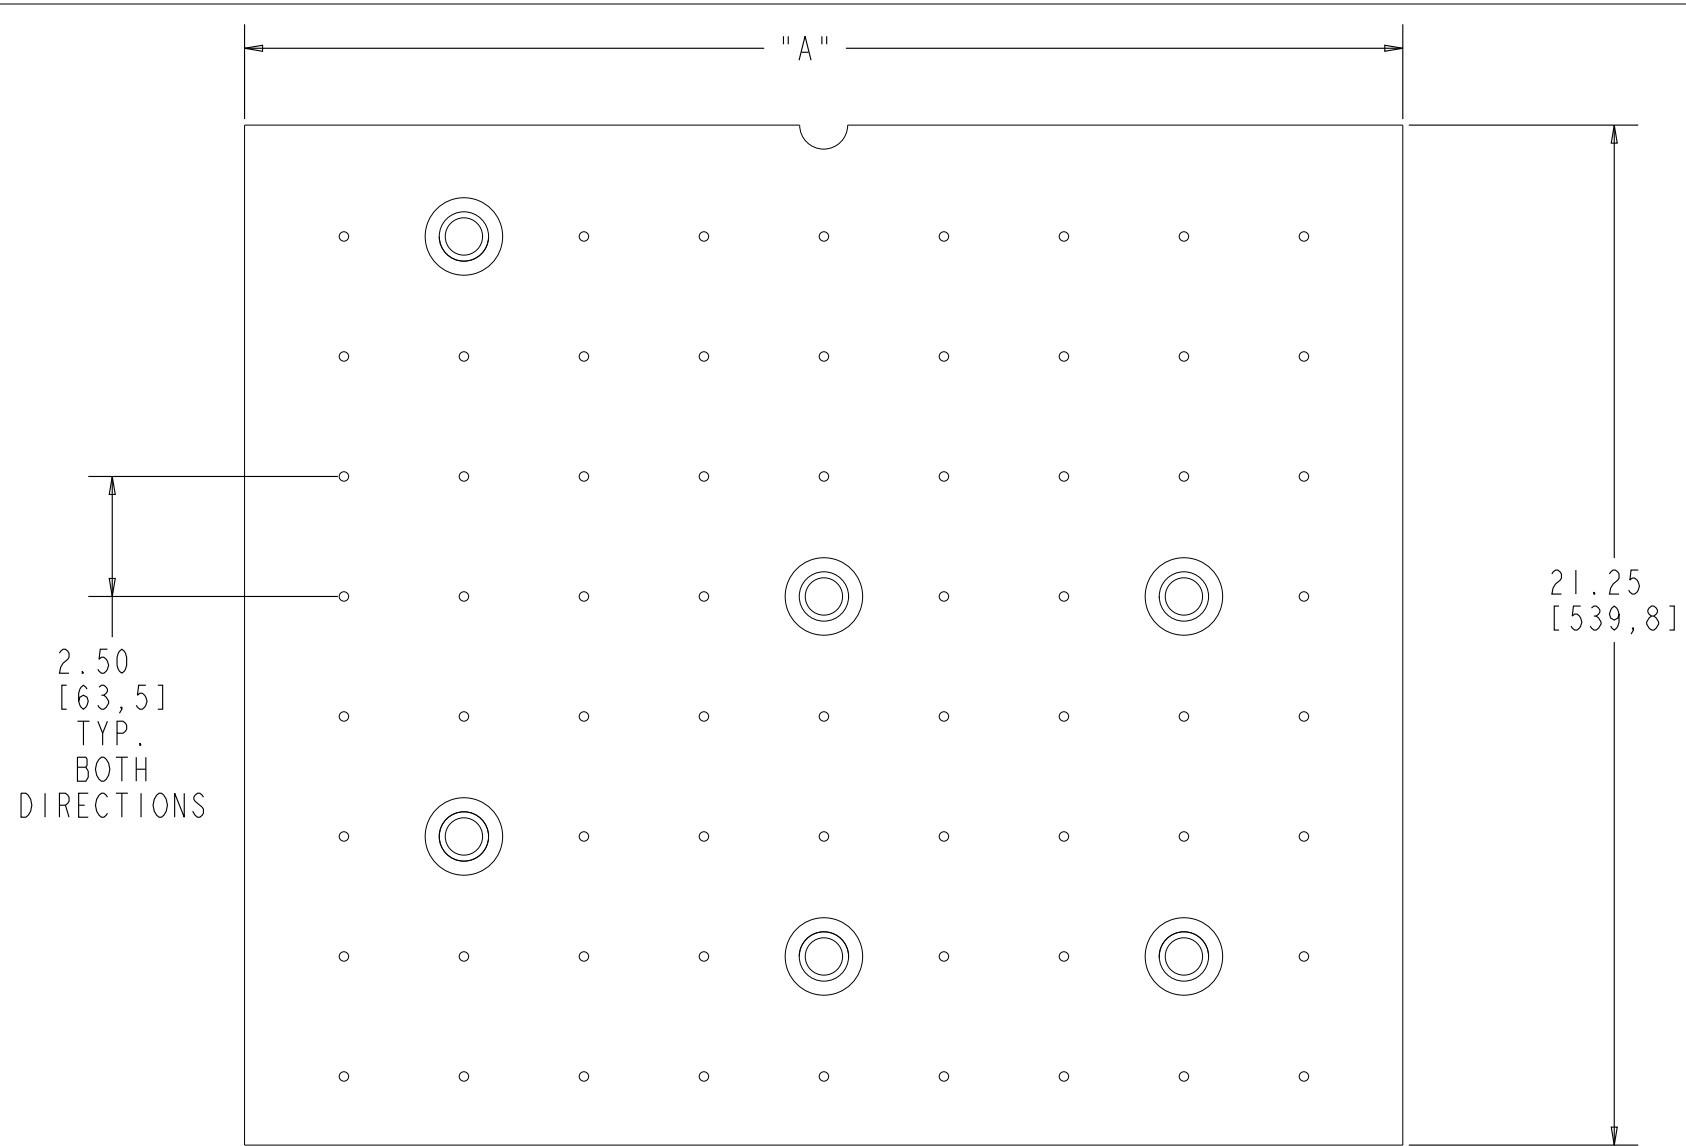 "A"
21.25
[539,8]
2.50
[63,5]
TYP.
BOTH
DIRECTIONS